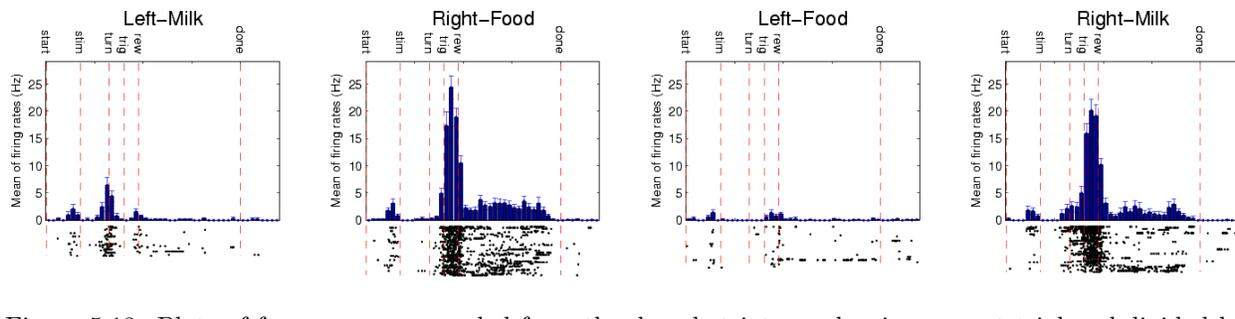 Left-Milk
start stim turn trig rew done
Mean of firing rates (Hz)
25
20
15
10
5
0
Right-Food
start stim turn trig rew done
Mean of firing rates (Hz)
25
20
15
10
5
0
Left-Food
start stim turn trig rew done
Mean of firing rates (Hz)
25
20
15
10
5
0
Right-Milk
start stim turn trig rew done
Mean of firing rates (Hz)
25
20
15
10
5
0